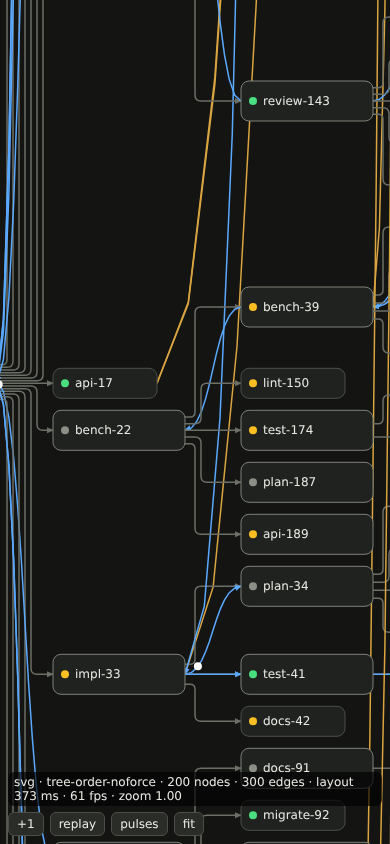 review-143
bench-39
api-17
lint-150
bench-22
test-174
plan-187
api-189
plan-34
impl-33
test-41
docs-42
docs-91
svg · tree-order-noforce · 200 nodes · 300 edges · layout
373 ms · 61 fps · zoom 1.00
migrate-92
+1 replay pulses fit